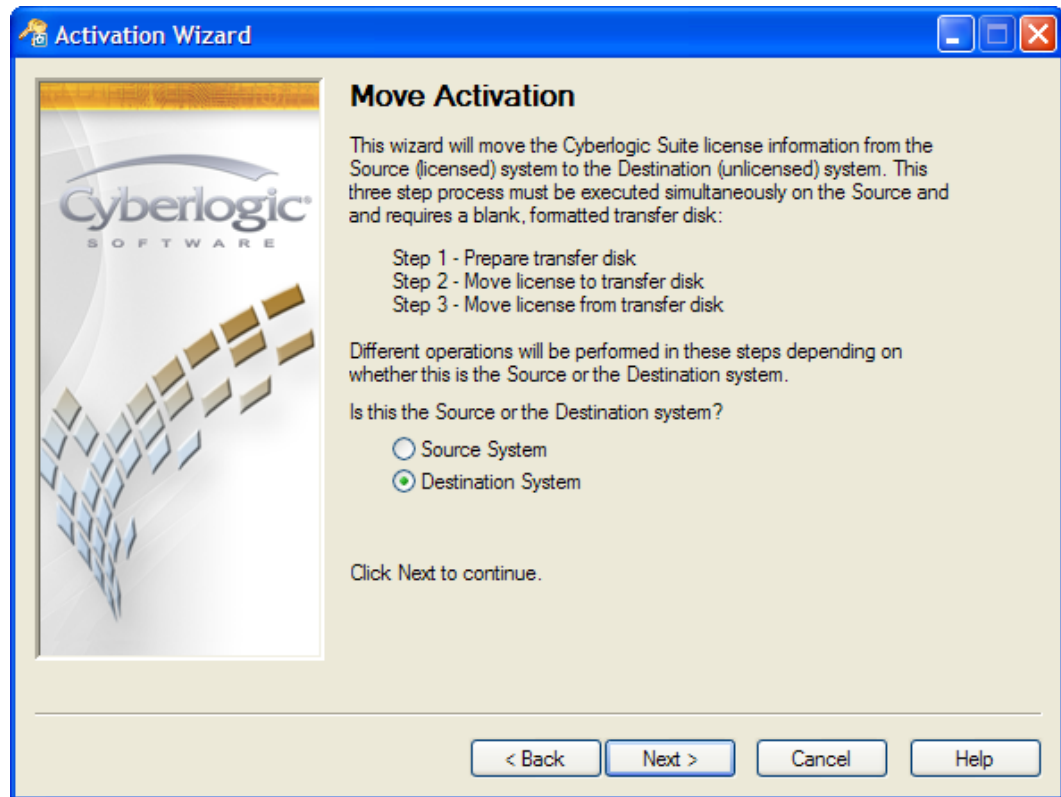 Activation Wizard
Cyberlogic®
SOFTWARE
Move Activation
This wizard will move the Cyberlogic Suite license information from the
Source (licensed) system to the Destination (unlicensed) system. This
three step process must be executed simultaneously on the Source and
and requires a blank, formatted transfer disk:
Step 1 - Prepare transfer disk
Step 2 - Move license to transfer disk
Step 3 - Move license from transfer disk
Different operations will be performed in these steps depending on
whether this is the Source or the Destination system.
Is this the Source or the Destination system?
Source System
Destination System
Click Next to continue.
< Back
Next >
Cancel
Help